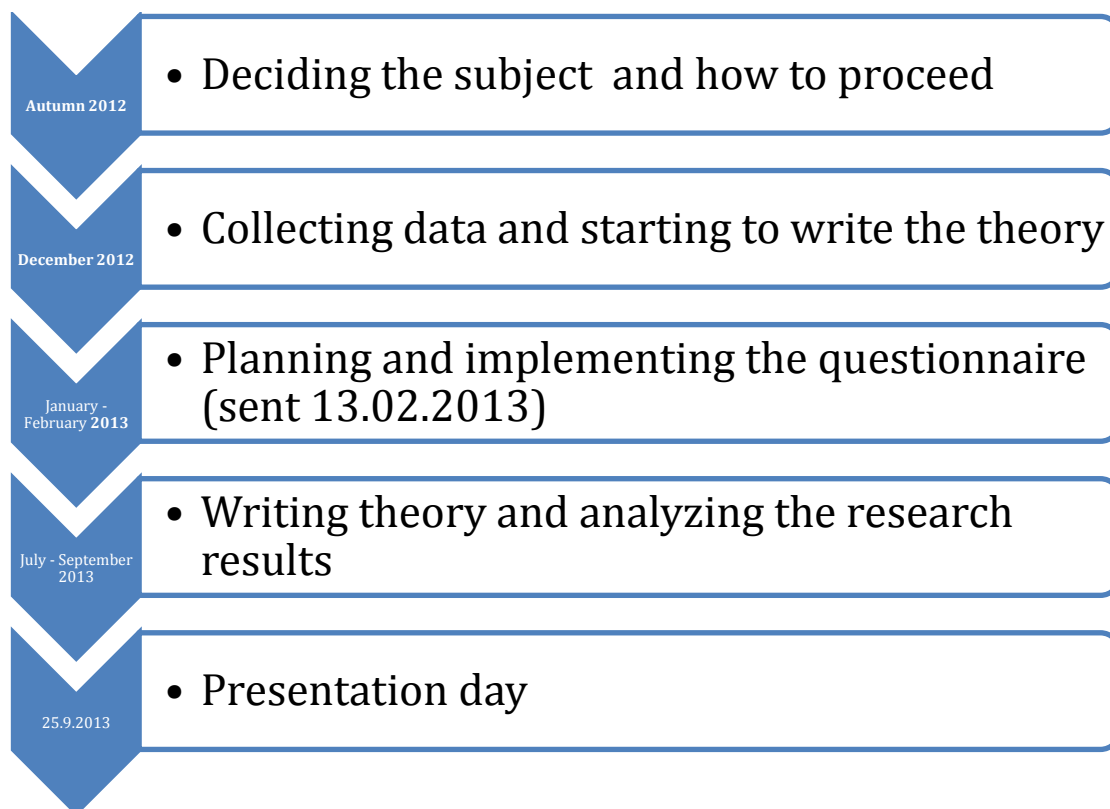 Autumn 2012
• Deciding the subject  and how to proceed
December 2012
• Collecting data and starting to write the theory
January -
February 2013
• Planning and implementing the questionnaire
(sent 13.02.2013)
July - September
2013
• Writing theory and analyzing the research
results
25.9.2013
• Presentation day